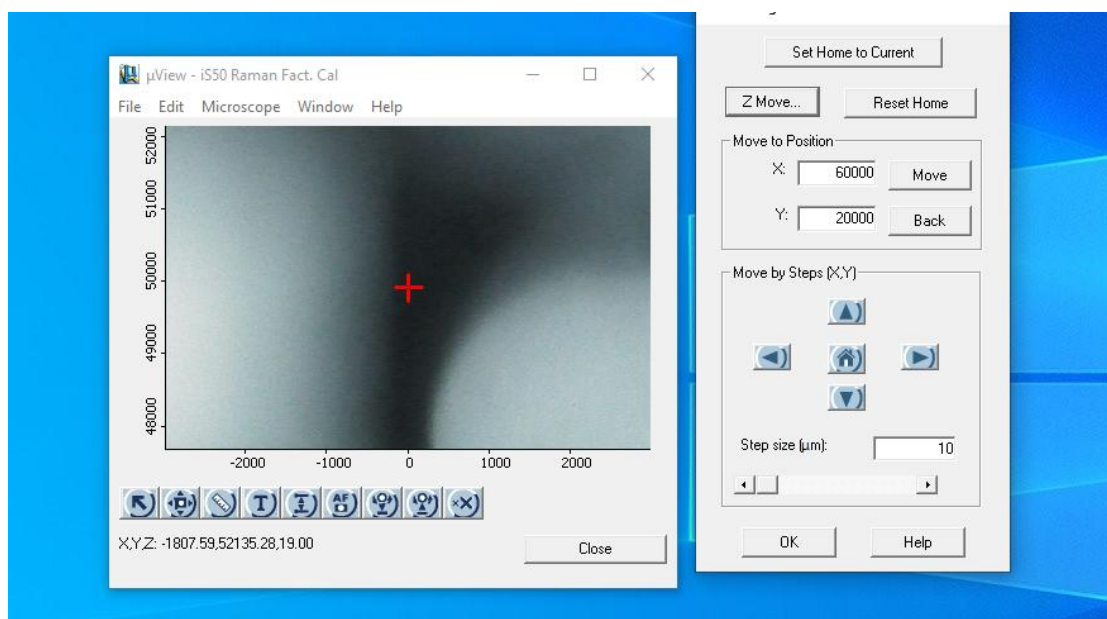 µView - iS50 Raman Fact. Cal
File Edit Microscope Window Help
52000
51000
50000
49000
48000
-2000 -1000 0 1000 2000
T AF
X,Y,Z: -1807.59,52135.28,19.00
Close
Set Home to Current
Z Move... Reset Home
Move to Position
X: 60000 Move
Y: 20000 Back
Move by Steps (X,Y)
Step size (µm): 10
OK Help